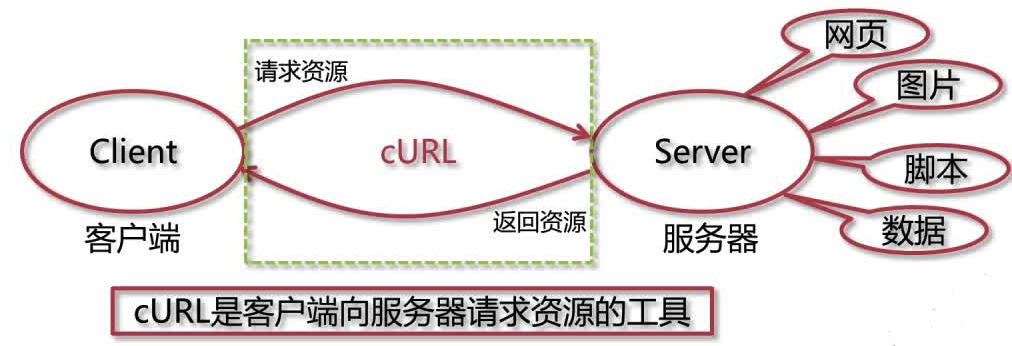 网页
请求资源
图片
Client
cURL
Server
脚本
返回资源
数据
客户端
服务器
cURL是客户端向服务器请求资源的工具